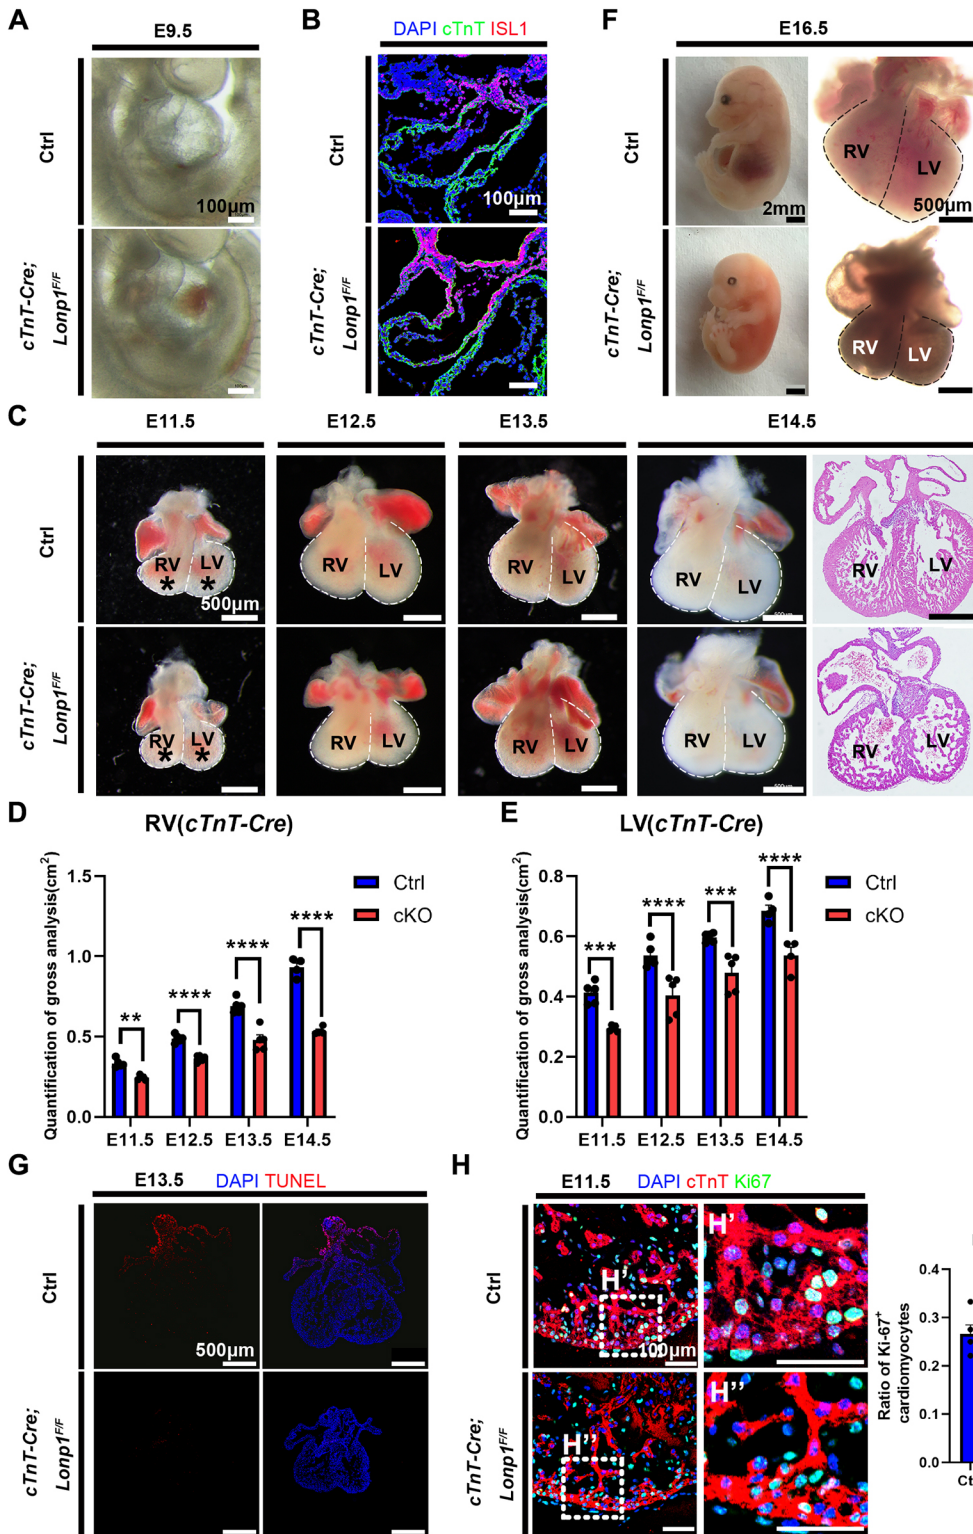 A
E9.5
Ctrl
100μm
cTnT-Cre;
Lonp1F/F
B
DAPI cTnT ISL1
Ctrl
100μm
cTnT-Cre;
Lonp1F/F
F
E16.5
Ctrl
2mm
RV
LV
500μm
cTnT-Cre;
Lonp1F/F
RV
LV
C
E11.5
E12.5
E13.5
E14.5
Ctrl
RV LV
* *
500μm
RV LV
RV LV
RV LV
RV LV
cTnT-Cre;
Lonp1F/F
RV LV
* *
RV LV
RV LV
RV LV
RV LV
D
RV(cTnT-Cre)
Quantification of gross analysis(cm2)
1.5
1.0
0.5
0.0
**
****
****
****
E11.5
E12.5
E13.5
E14.5
Ctrl
cKO
E
LV(cTnT-Cre)
Quantification of gross analysis(cm2)
0.8
0.6
0.4
0.2
0.0
***
****
***
****
E11.5
E12.5
E13.5
E14.5
Ctrl
cKO
G
E13.5 DAPI TUNEL
Ctrl
500μm
cTnT-Cre;
Lonp1F/F
H
E11.5 DAPI cTnT Ki67
Ctrl
H'
100μm
H'
cTnT-Cre;
Lonp1F/F
H''
H''
Ratio of Ki-67+
cardiomyocytes
0.4
0.3
0.2
0.1
0.0